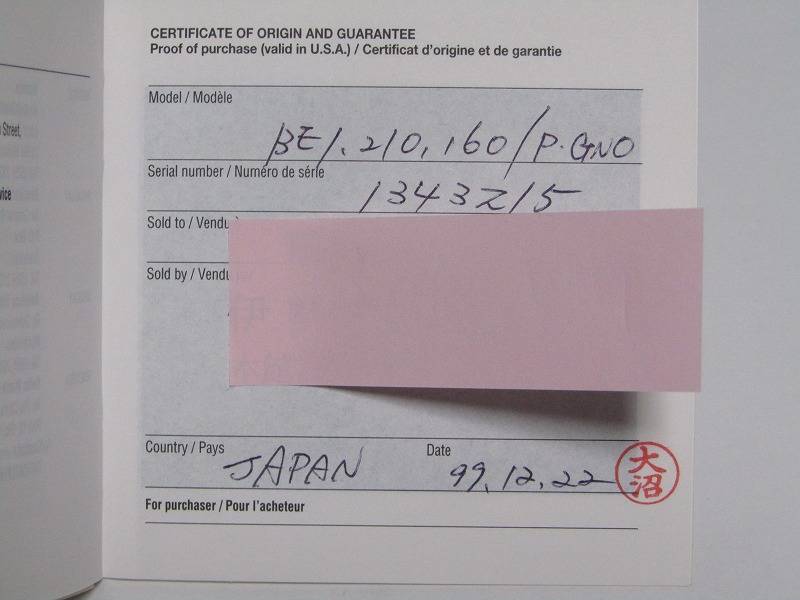 CERTIFICATE OF ORIGIN AND GUARANTEE
Proof of purchase (valid in U.S.A.) / Certificat d'origine et de garantie
Model / Modèle
BE1.210.160/P.GNO
Serial number / Numéro de série
1343215
Sold to / Vendu
Sold by / Vendu
Country / Pays
JAPAN
Date
99.12.22
大沼
For purchaser / Pour l'acheteur
Street,